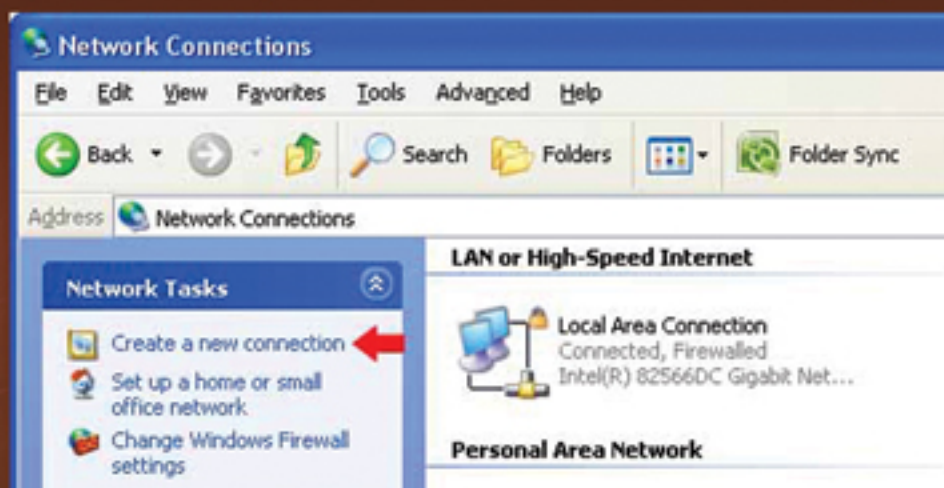 Network Connections
File Edit View Favorites Tools Advanced Help
Back Search Folders Folder Sync
Address Network Connections
Network Tasks
Create a new connection
Set up a home or small
office network
Change Windows Firewall
settings
LAN or High-Speed Internet
Local Area Connection
Connected, Firewalled
Intel(R) 82566DC Gigabit Net...
Personal Area Network